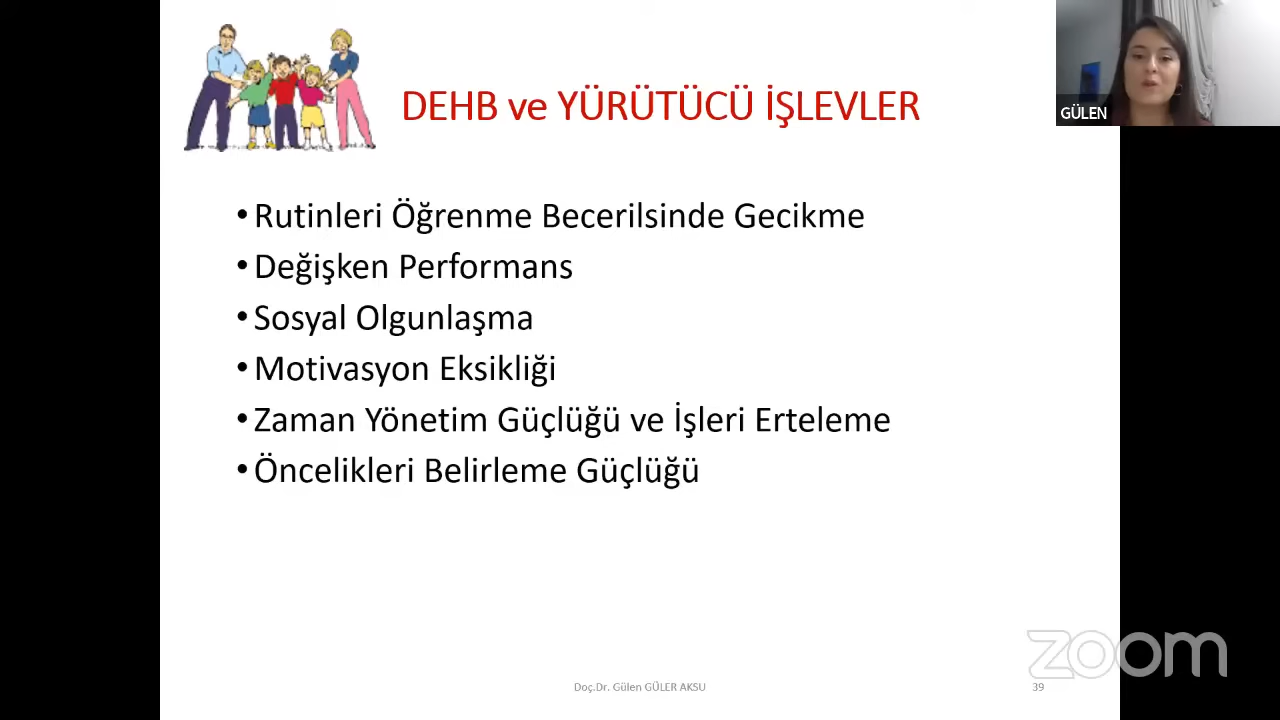 DEHB ve YÜRÜTÜCÜ İŞLEVLER
GÜLEN
• Rutinleri Öğrenme Becerilsinde Gecikme
• Değişken Performans
• Sosyal Olgunlaşma
• Motivasyon Eksikliği
• Zaman Yönetim Güçlüğü ve İşleri Erteleme
• Öncelikleri Belirleme Güçlüğü
zoom
Doç.Dr. Gülen GÜLER AKSU
39